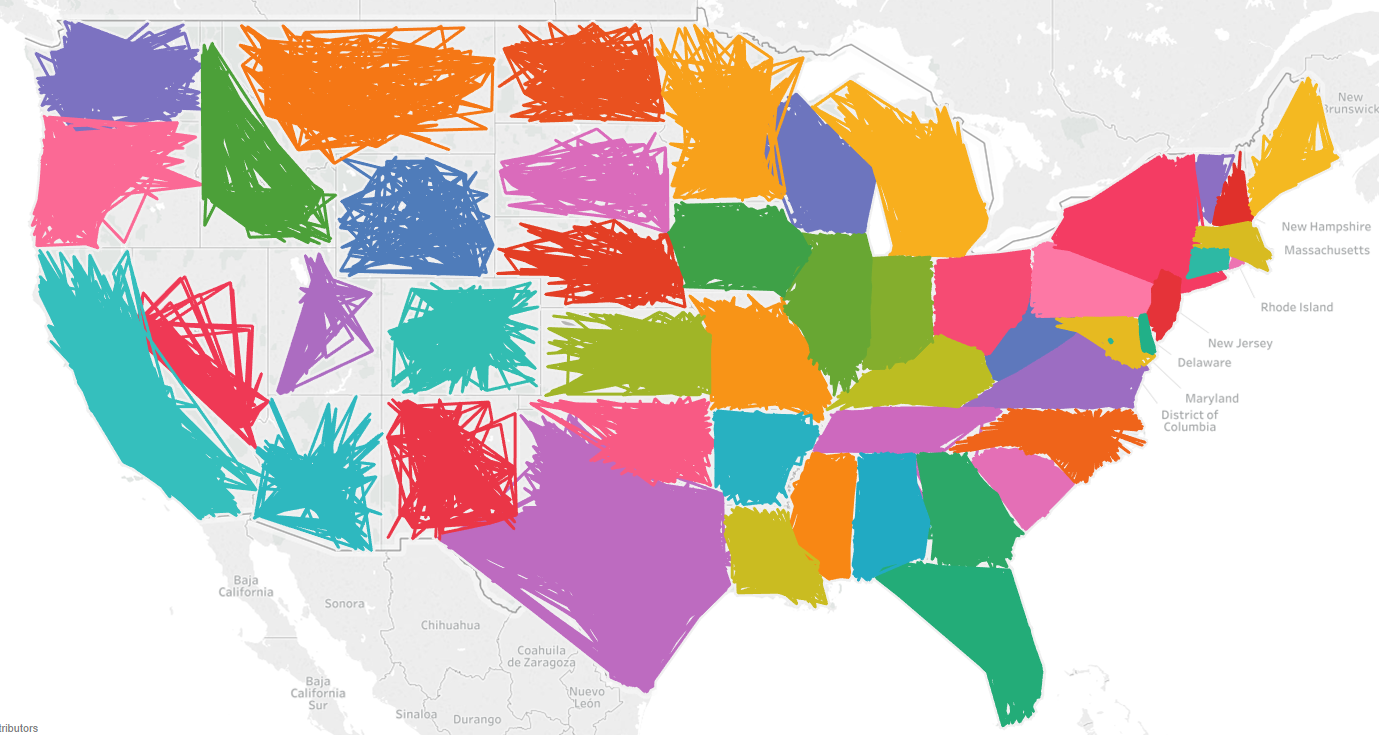 New
Brunswick
New Hampshire
Massachusetts
Rhode Island
New Jersey
Delaware
Maryland
District of
Columbia
Baja
California
Sonora
Chihuahua
Coahuila
de Zaragoza
Baja
California
Sur
Nuevo
León
Sinaloa
Durango
tributors